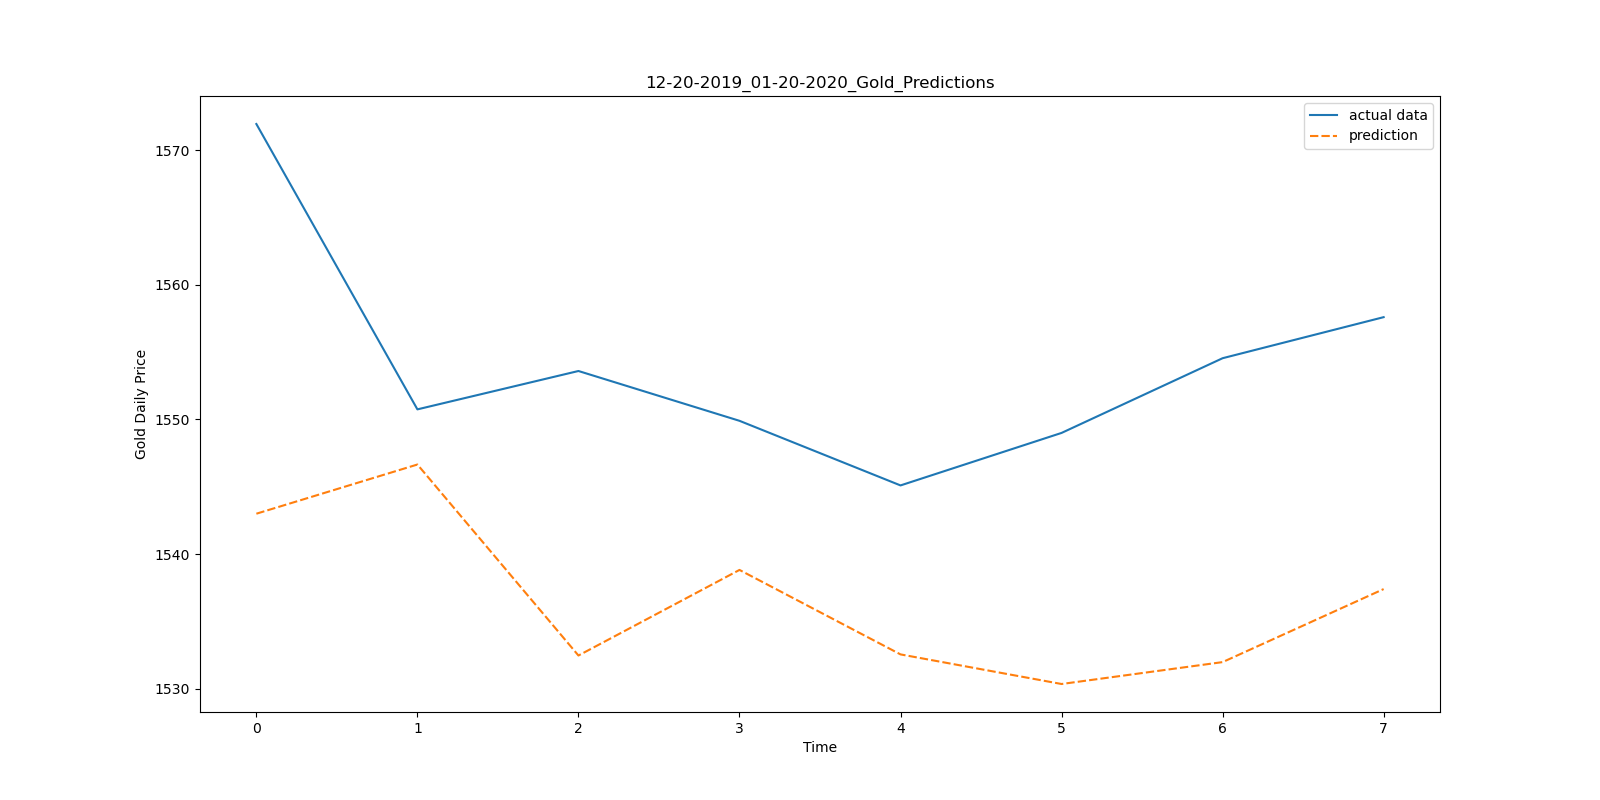 12-20-2019_01-20-2020_Gold_Predictions
actual data
prediction
1570
1560
1550
1540
1530
Gold Daily Price
0 1 2 3 4 5 6 7
Time